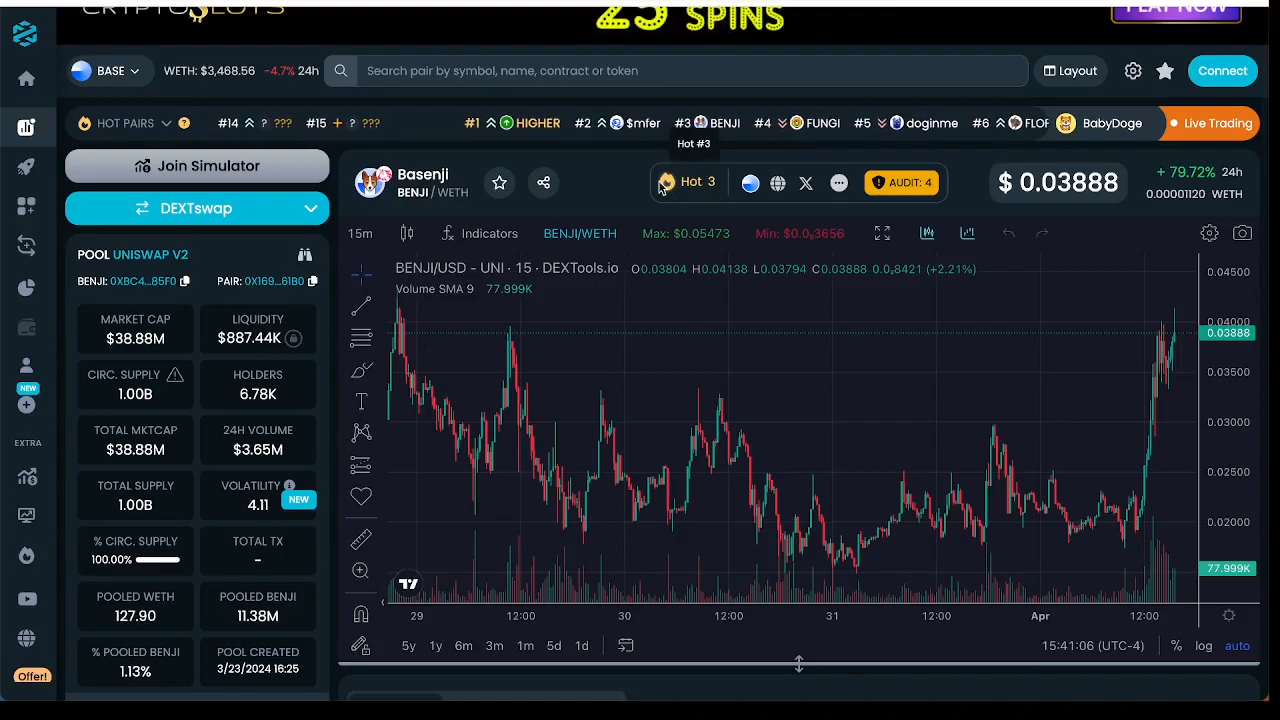 CRYPTO$LOTS
25 SPINS
PLAY NOW
BASE
WETH: $3,468.56 -4.7% 24h
Search pair by symbol, name, contract or token
Layout
Connect
HOT PAIRS ? #14 ? ??? #15 + ? ??? #1 HIGHER #2 $mfer #3 BENJI #4 FUNGI #5 doginme #6 FLOF BabyDoge Live Trading
Hot #3
Join Simulator
DEXTswap
Basenji
BENJI / WETH
Hot 3
AUDIT: 4
$ 0.03888
+ 79.72% 24h
0.00001120 WETH
15m Indicators BENJI/WETH Max: $0.05473 Min: $0.0₅3656
POOL UNISWAP V2
BENJI: 0XBC4...85F0 PAIR: 0X169...61B0
MARKET CAP
$38.88M
LIQUIDITY
$887.44K
CIRC. SUPPLY
1.00B
HOLDERS
6.78K
TOTAL MKTCAP
$38.88M
24H VOLUME
$3.65M
TOTAL SUPPLY
1.00B
VOLATILITY
4.11
NEW
% CIRC. SUPPLY
100.00%
TOTAL TX
-
POOLED WETH
127.90
POOLED BENJI
11.38M
% POOLED BENJI
1.13%
POOL CREATED
3/23/2024 16:25
NEW
EXTRA
Offer!
BENJI/USD - UNI · 15 · DEXTools.io O0.03804 H0.04138 L0.03794 C0.03888 0.0₃8421 (+2.21%)
Volume SMA 9 77.999K
0.04500
0.04000
0.03888
0.03500
0.03000
0.02500
0.02000
77.999K
29 12:00 30 12:00 31 12:00 Apr 12:00
5y 1y 6m 3m 1m 5d 1d
15:41:06 (UTC-4) % log auto